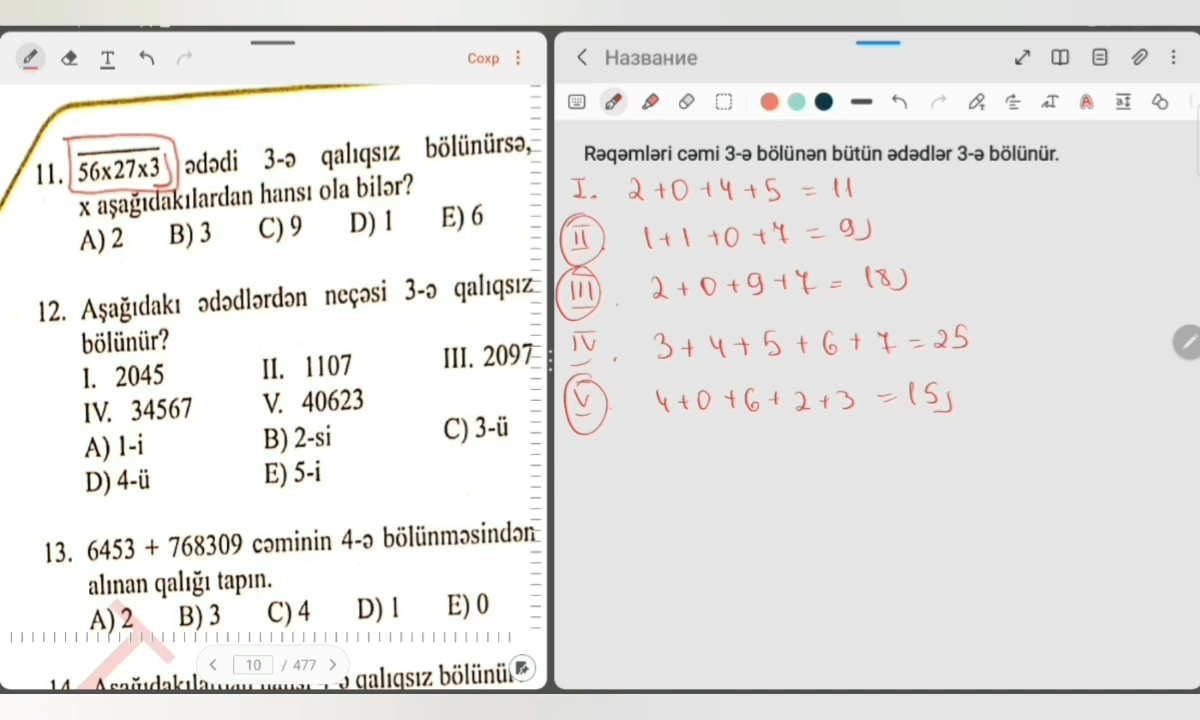 Сохр
11. 56x27x3 ədədi 3-ə qalıqsız bölünürsə,
x aşağıdakılardan hansı ola bilər?
A) 2 B) 3 C) 9 D) 1 E) 6
12. Aşağıdakı ədədlərdən neçəsi 3-ə qalıqsız
bölünür?
I. 2045 II. 1107 III. 2097
IV. 34567 V. 40623
A) 1-i B) 2-si C) 3-ü
D) 4-ü E) 5-i
13. 6453 + 768309 cəminin 4-ə bölünməsindən
alınan qalığı tapın.
A) 2 B) 3 C) 4 D) 1 E) 0
10 / 477
14. qalıqsız
Название
Rəqəmləri cəmi 3-ə bölünən bütün ədədlər 3-ə bölünür.
I. 2+0+4+5 = 11
II. 1+1+0+7 = 9
III. 2+0+9+7 = 18
IV. 3+4+5+6+7 = 25
V. 4+0+6+2+3 = 15